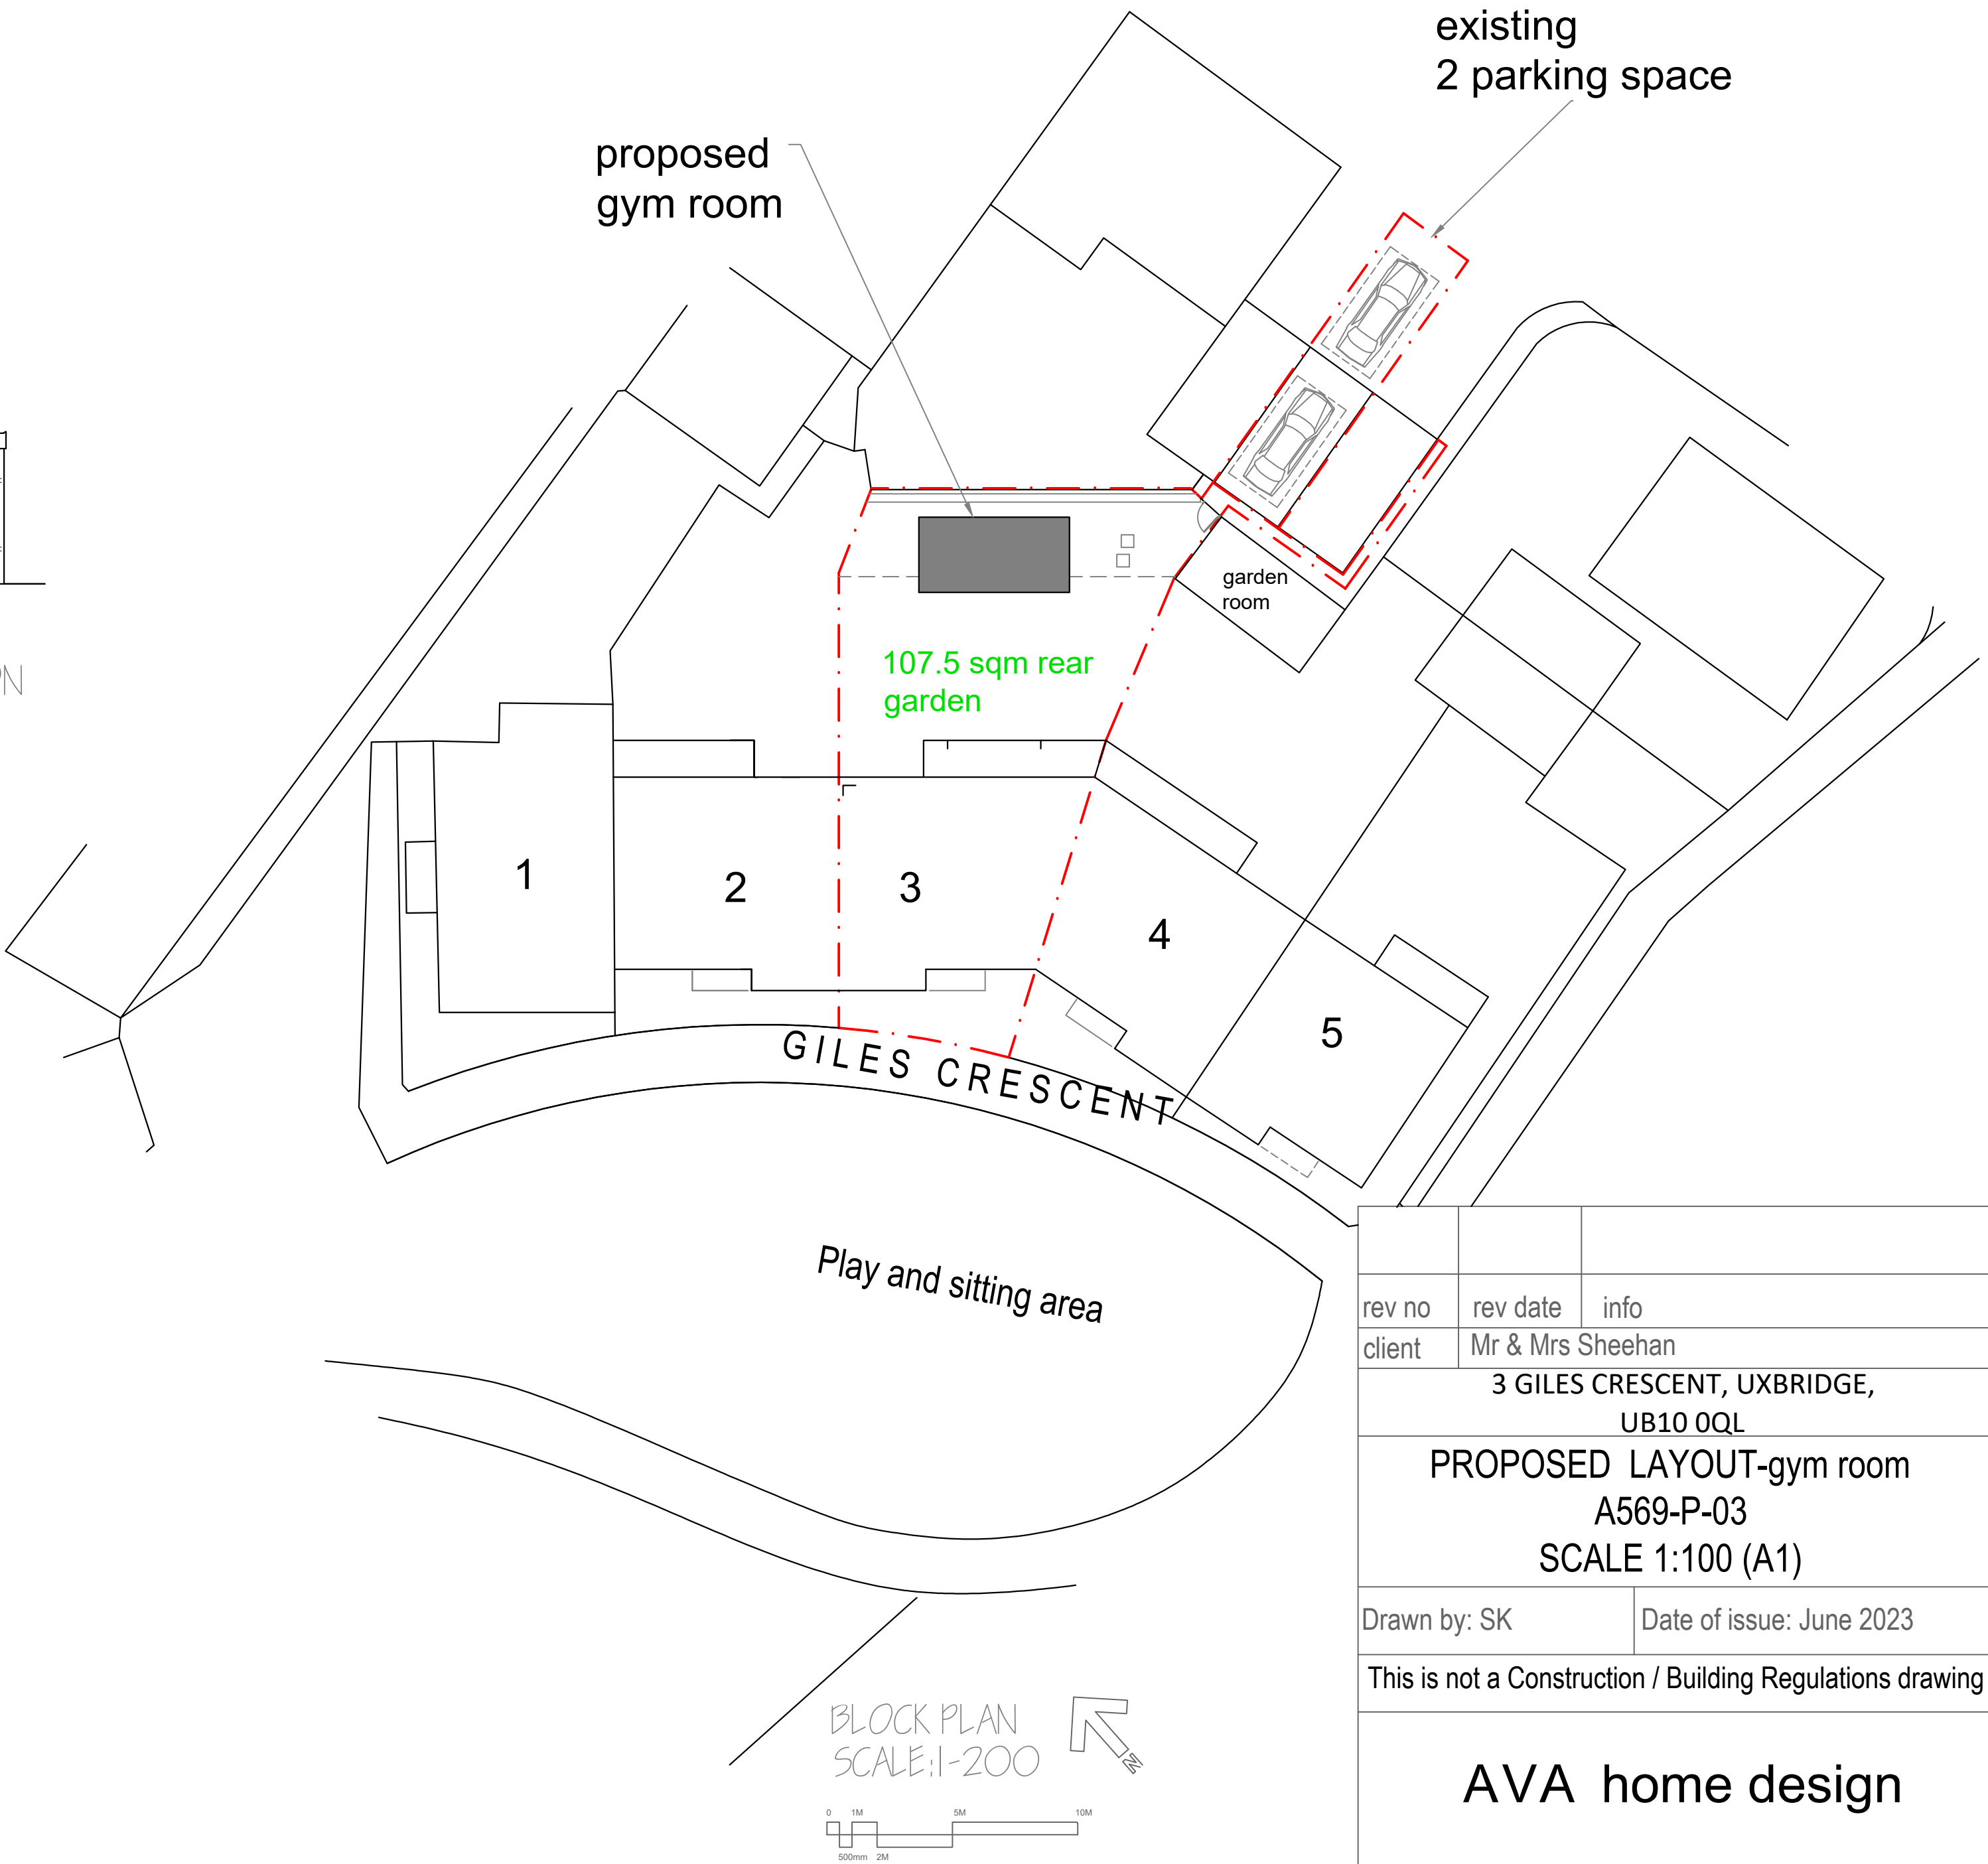 existing
2 parking space
proposed
gym room
garden
room
107.5 sqm rear
garden
1
2
3
4
5
GILES CRESCENT
Play and sitting area
rev no rev date info
client Mr & Mrs Sheehan
3 GILES CRESCENT, UXBRIDGE,
UB10 0QL
PROPOSED LAYOUT-gym room
A569-P-03
SCALE 1:100 (A1)
Drawn by: SK Date of issue: June 2023
This is not a Construction / Building Regulations drawing
AVA home design
BLOCK PLAN
SCALE:1-200
N
0 1M 5M 10M
500mm 2M